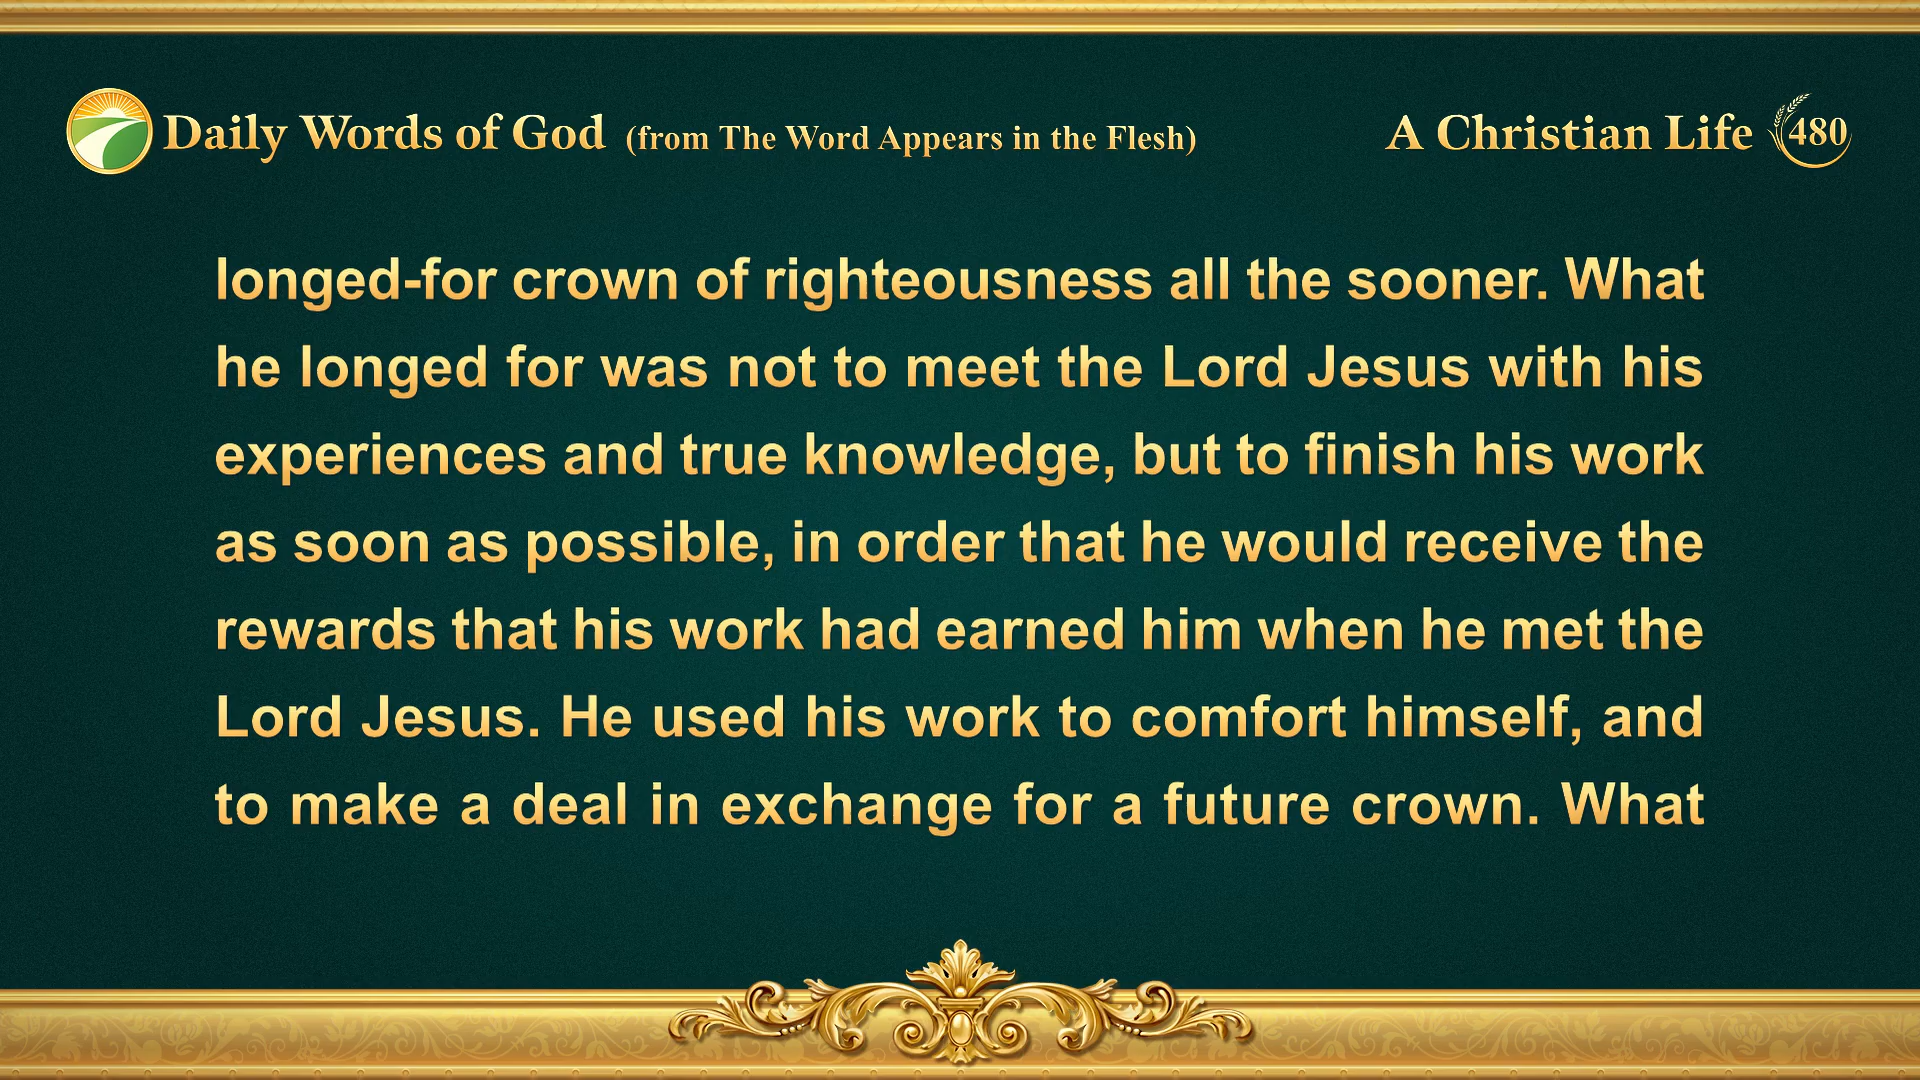 Daily Words of God (from The Word Appears in the Flesh)
A Christian Life 480
longed-for crown of righteousness all the sooner. What
he longed for was not to meet the Lord Jesus with his
experiences and true knowledge, but to finish his work
as soon as possible, in order that he would receive the
rewards that his work had earned him when he met the
Lord Jesus. He used his work to comfort himself, and
to make a deal in exchange for a future crown. What